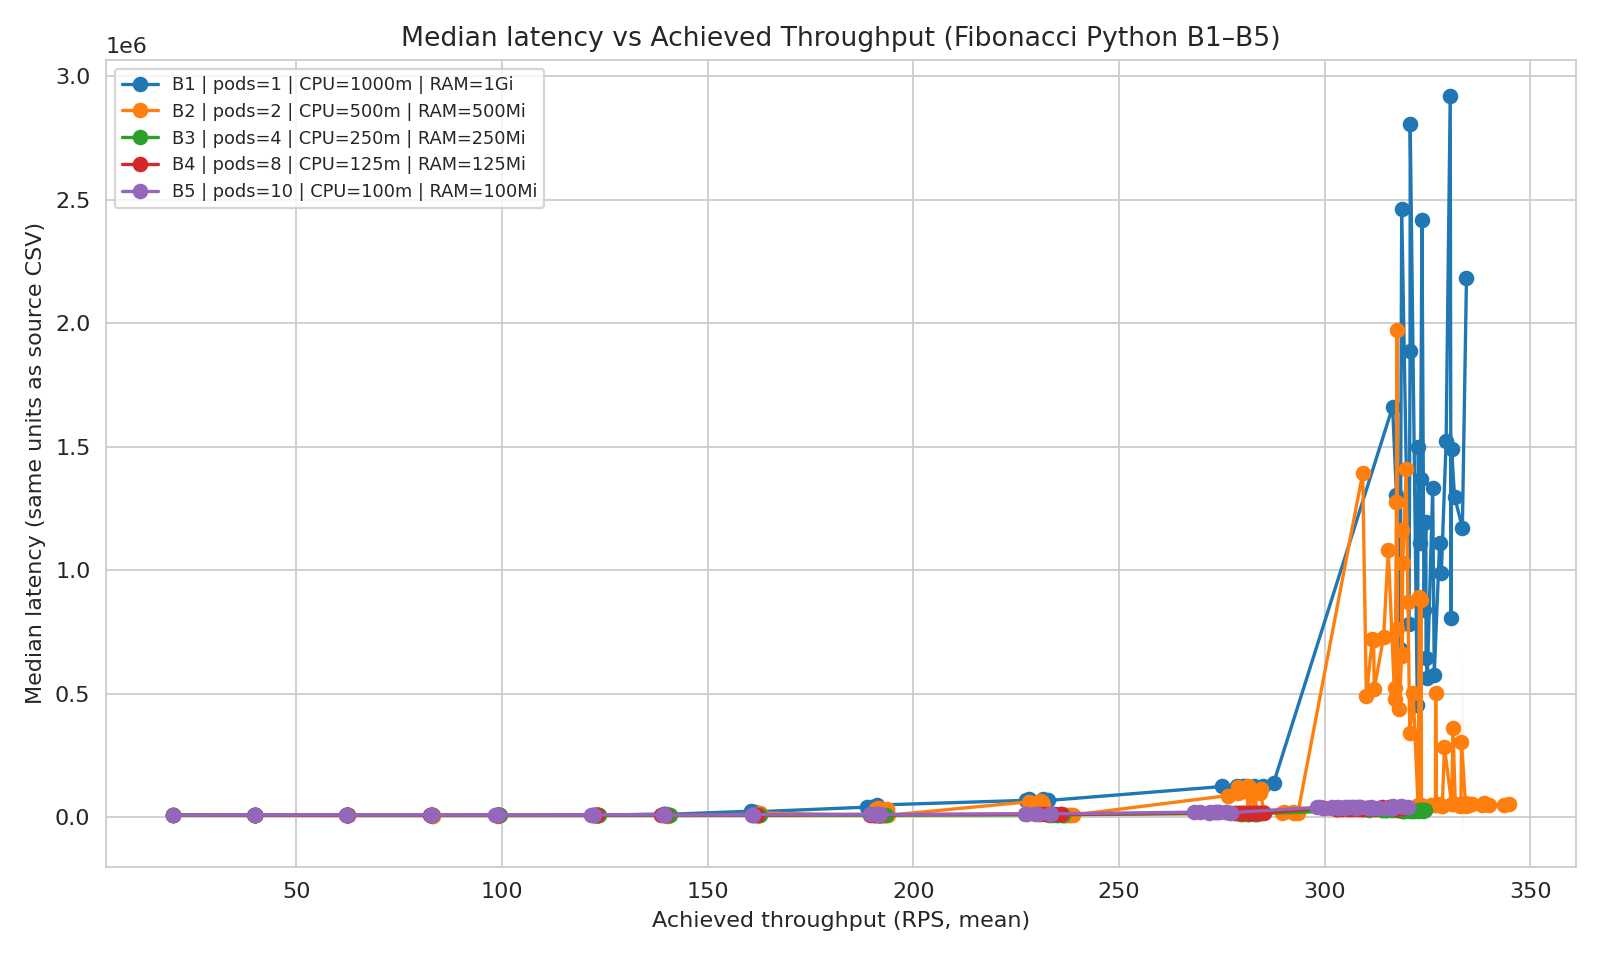 Median latency vs Achieved Throughput (Fibonacci Python B1–B5)
1e6
3.0
2.5
2.0
1.5
1.0
0.5
0.0
Median latency (same units as source CSV)
B1 | pods=1 | CPU=1000m | RAM=1Gi
B2 | pods=2 | CPU=500m | RAM=500Mi
B3 | pods=4 | CPU=250m | RAM=250Mi
B4 | pods=8 | CPU=125m | RAM=125Mi
B5 | pods=10 | CPU=100m | RAM=100Mi
50 100 150 200 250 300 350
Achieved throughput (RPS, mean)